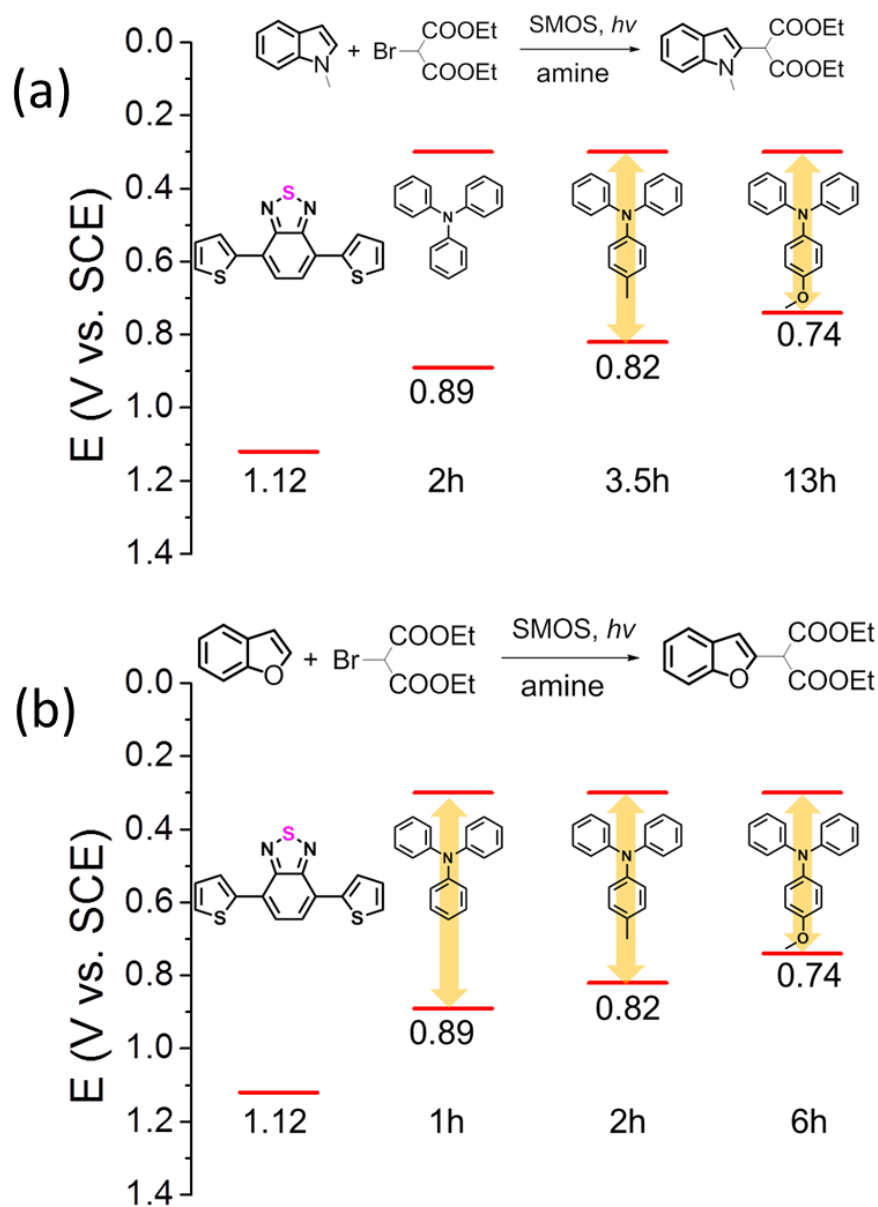 (a)
E (V vs. SCE)
0.0
0.2
0.4
0.6
0.8
1.0
1.2
1.4
N
+ Br
COOEt
COOEt
SMOS, hv
amine
N
COOEt
COOEt
S
N N
S S
N
N
N
O
1.12
0.89
0.82
0.74
2h
3.5h
13h
(b)
E (V vs. SCE)
0.0
0.2
0.4
0.6
0.8
1.0
1.2
1.4
O
+ Br
COOEt
COOEt
SMOS, hv
amine
O
COOEt
COOEt
S
N N
S S
N
N
N
O
1.12
0.89
0.82
0.74
1h
2h
6h